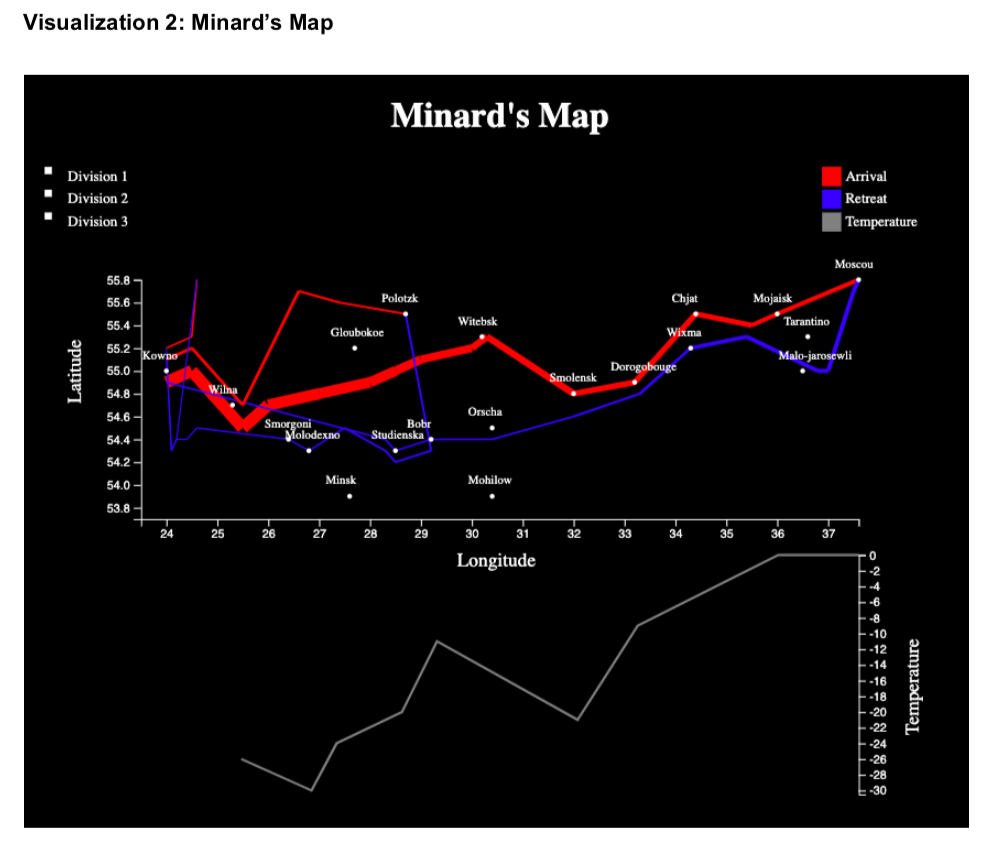 Visualization 2: Minard’s Map
Minard's Map
Division 1
Division 2
Division 3
Arrival
Retreat
Temperature
Moscou
Polotzk
Chjat
Mojaisk
Witebsk
Tarantino
Gloubokoe
Wixma
Kowno
Malo-jarosewli
Dorogobouge
Smolensk
Wilna
Orscha
Smorgoni
Bobr
Molodexno
Studienska
Minsk
Mohilow
Latitude
55.8
55.6
55.4
55.2
55.0
54.8
54.6
54.4
54.2
54.0
53.8
24 25 26 27 28 29 30 31 32 33 34 35 36 37
Longitude
0
-2
-4
-6
-8
-10
-12
-14
-16
-18
-20
-22
-24
-26
-28
-30
Temperature